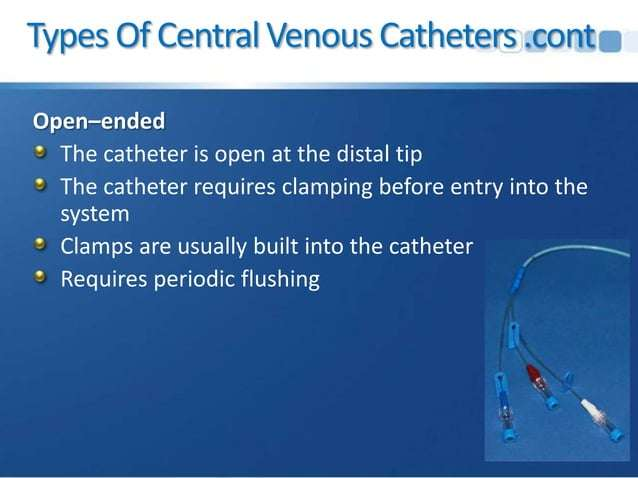 Types Of Central Venous Catheters .cont
Open–ended
The catheter is open at the distal tip
The catheter requires clamping before entry into the
system
Clamps are usually built into the catheter
Requires periodic flushing